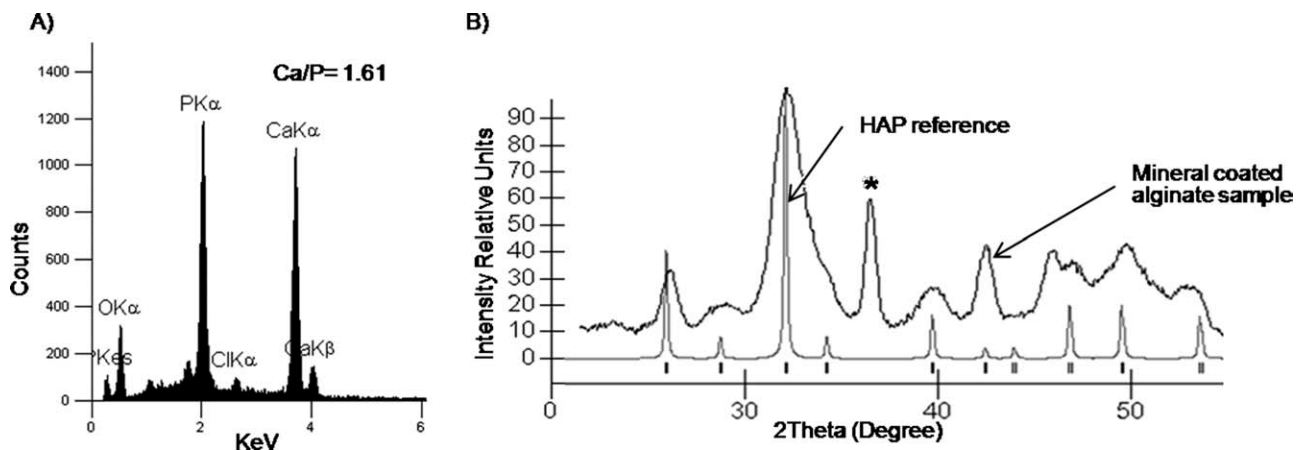 A)
Ca/P= 1.61
1400
1200
1000
800
600
400
200
0
Counts
PKα
CaKα
OKα
PKes
ClKα
CaKβ
0 2 4 6
KeV
B)
90
80
70
60
50
40
30
20
10
0
Intensity Relative Units
HAP reference
*
Mineral coated
alginate sample
0 30 40 50
2Theta (Degree)